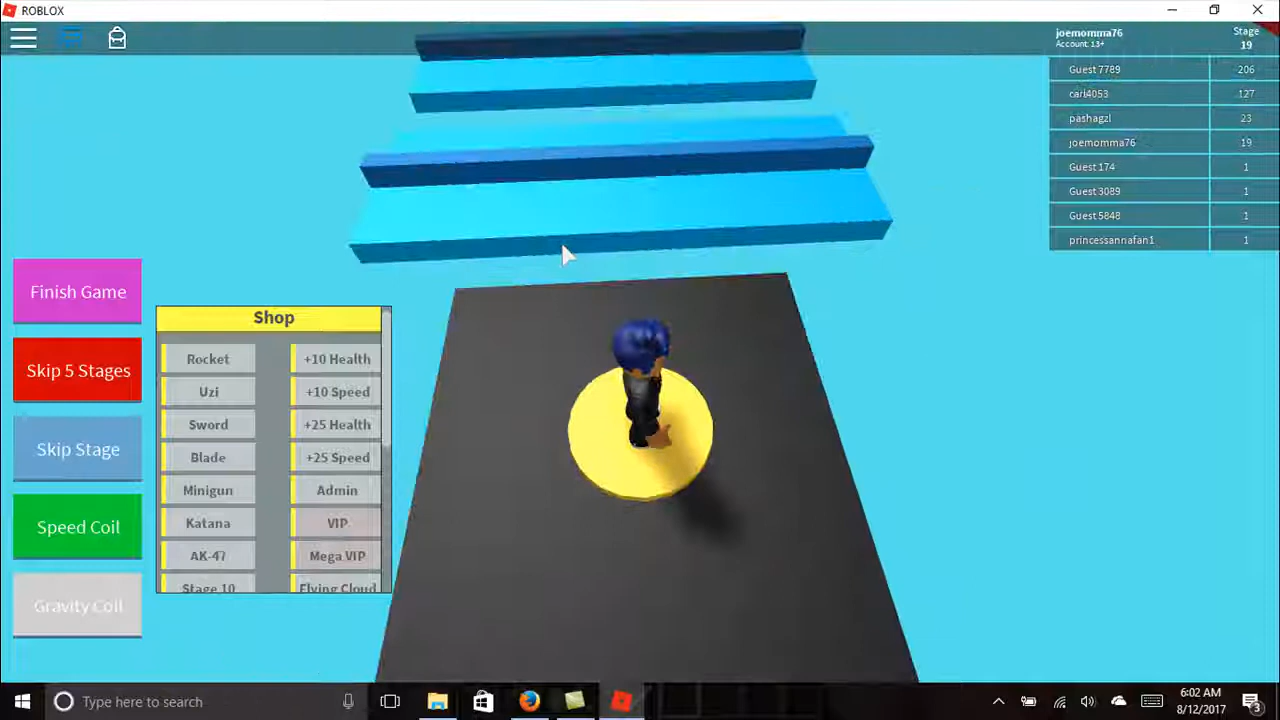 ROBLOX
joemomma76
Account: 13+
Stage
19
Guest 7789 206
carl4053 127
pashagzl 23
joemomma76 19
Guest 174 1
Guest 3089 1
Guest 5848 1
princessannafan1 1
Finish Game
Skip 5 Stages
Skip Stage
Speed Coil
Gravity Coil
Shop
Rocket +10 Health
Uzi +10 Speed
Sword +25 Health
Blade +25 Speed
Minigun Admin
Katana VIP
AK-47 Mega VIP
Stage 10 Flying Cloud
Type here to search
6:02 AM
8/12/2017
3